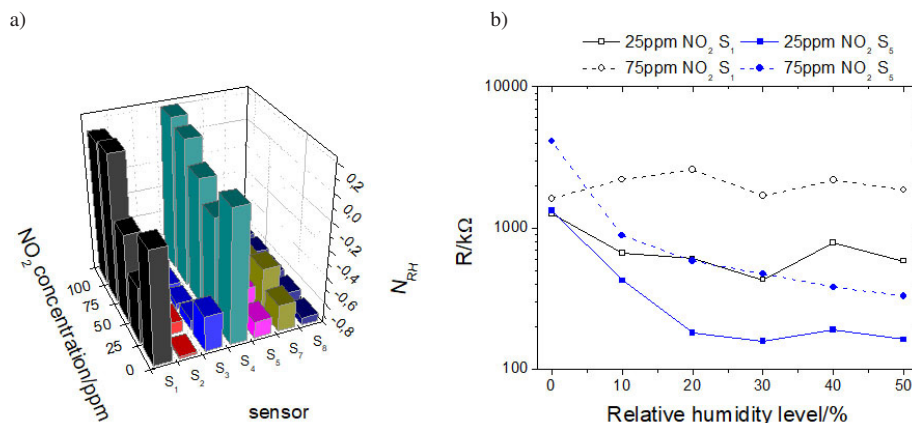 a)
0,2
0,0
-0,2
-0,4
-0,6
-0,8
N_RH
100
75
50
25
0
NO₂ concentration/ppm
S₁
S₂
S₃
S₄
S₅
S₇
S₈
sensor
b)
25ppm NO₂ S₁ 25ppm NO₂ S₅
75ppm NO₂ S₁ 75ppm NO₂ S₅
10000
1000
100
R/kΩ
0 10 20 30 40 50
Relative humidity level/%